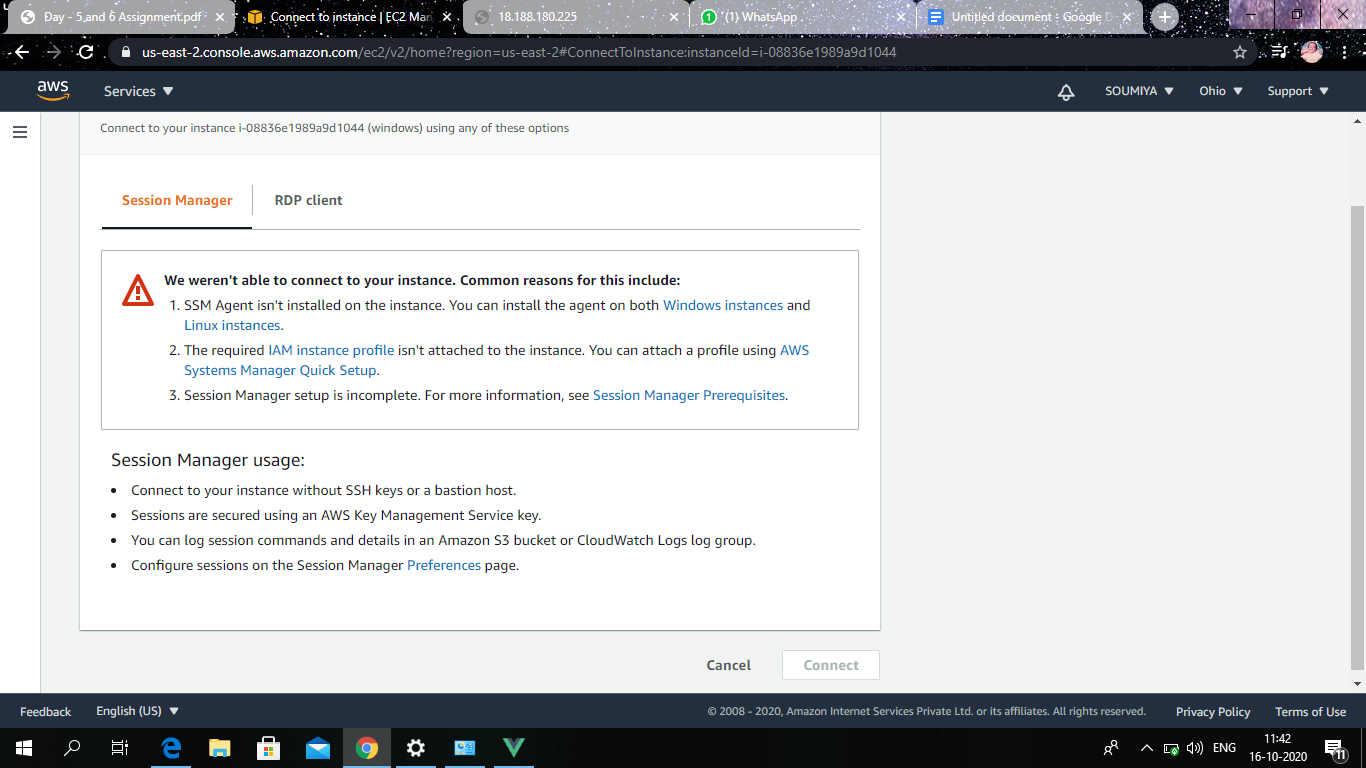 Day - 5 and 6 Assignment.pdf
Connect to instance | EC2 Man
18.188.180.225
(1) WhatsApp
Untitled document - Google D
us-east-2.console.aws.amazon.com/ec2/v2/home?region=us-east-2#ConnectToInstance:instanceId=i-08836e1989a9d1044
aws
Services
SOUMIYA
Ohio
Support
Connect to your instance i-08836e1989a9d1044 (windows) using any of these options
Session Manager
RDP client
We weren't able to connect to your instance. Common reasons for this include:
1. SSM Agent isn't installed on the instance. You can install the agent on both Windows instances and
Linux instances.
2. The required IAM instance profile isn't attached to the instance. You can attach a profile using AWS
Systems Manager Quick Setup.
3. Session Manager setup is incomplete. For more information, see Session Manager Prerequisites.
Session Manager usage:
• Connect to your instance without SSH keys or a bastion host.
• Sessions are secured using an AWS Key Management Service key.
• You can log session commands and details in an Amazon S3 bucket or CloudWatch Logs log group.
• Configure sessions on the Session Manager Preferences page.
Cancel
Connect
Feedback
English (US)
© 2008 - 2020, Amazon Internet Services Private Ltd. or its affiliates. All rights reserved.
Privacy Policy
Terms of Use
ENG
11:42
16-10-2020
11